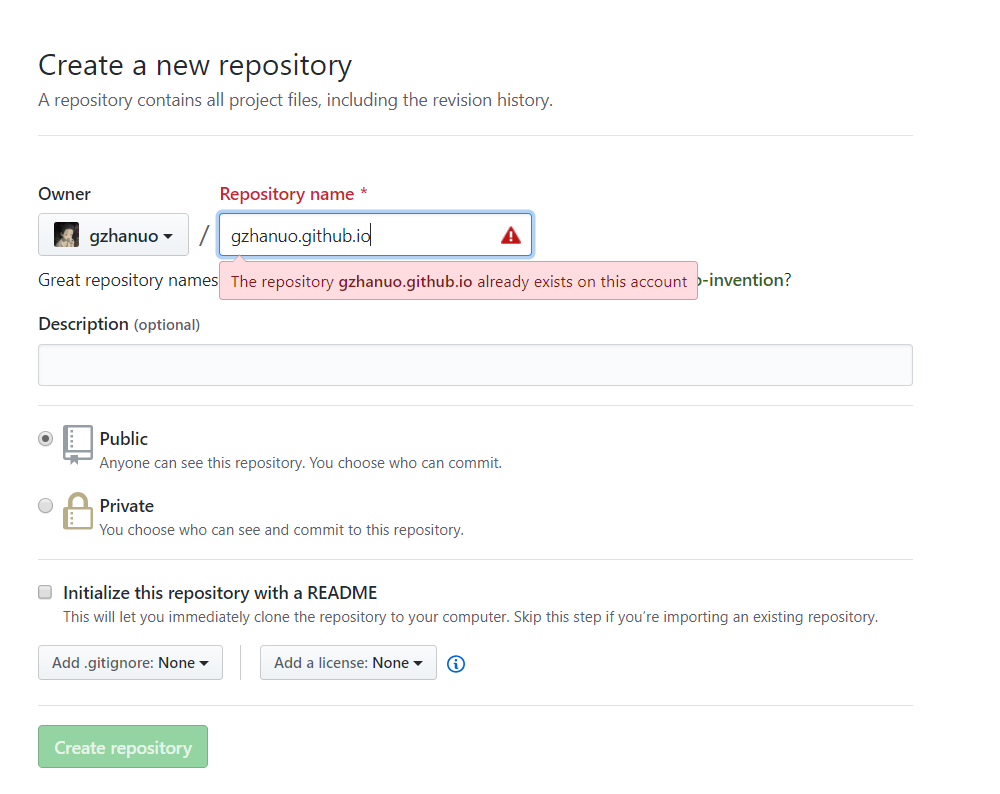 Create a new repository
A repository contains all project files, including the revision history.
Owner
Repository name *
gzhanuo
/
gzhanuo.github.io
Great repository names
The repository gzhanuo.github.io already exists on this account
-invention?
Description (optional)
Public
Anyone can see this repository. You choose who can commit.
Private
You choose who can see and commit to this repository.
Initialize this repository with a README
This will let you immediately clone the repository to your computer. Skip this step if you’re importing an existing repository.
Add .gitignore: None
Add a license: None
Create repository